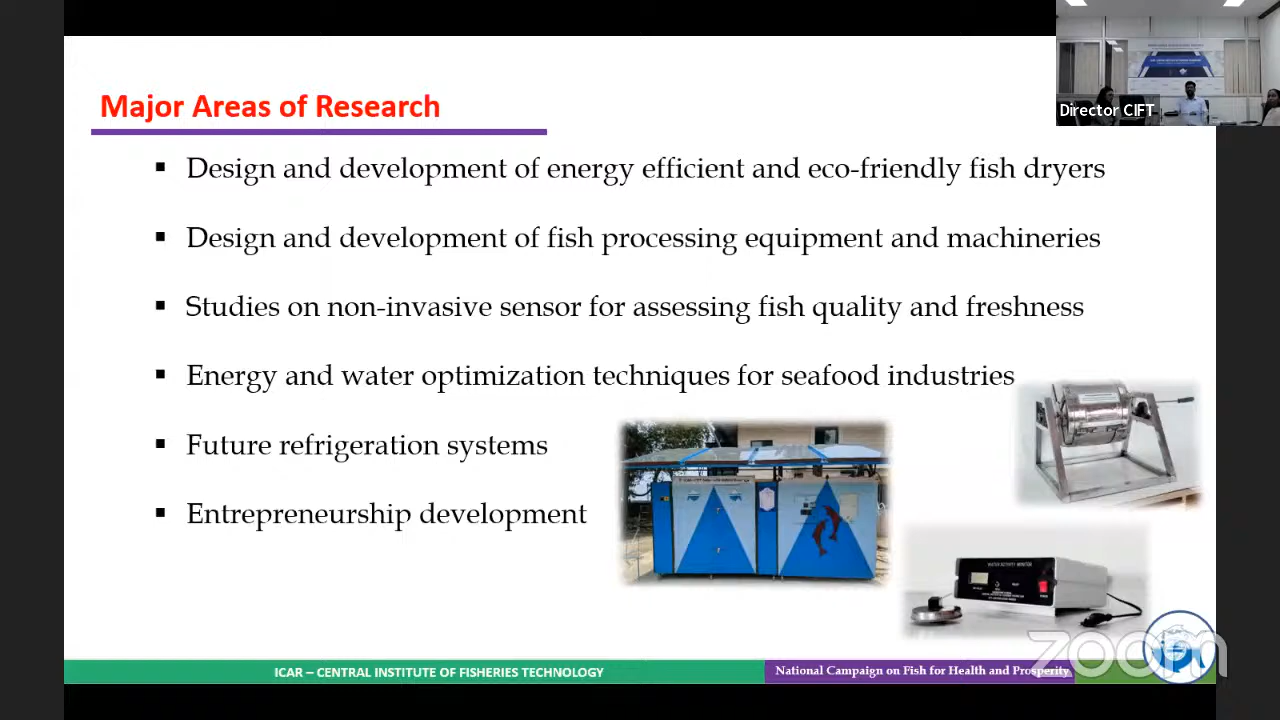 Director CIFT
Major Areas of Research
▪ Design and development of energy efficient and eco-friendly fish dryers
▪ Design and development of fish processing equipment and machineries
▪ Studies on non-invasive sensor for assessing fish quality and freshness
▪ Energy and water optimization techniques for seafood industries
▪ Future refrigeration systems
▪ Entrepreneurship development
WATER ACTIVITY MONITOR
ICAR – CENTRAL INSTITUTE OF FISHERIES TECHNOLOGY
National Campaign on Fish for Health and Prosperity
zoom